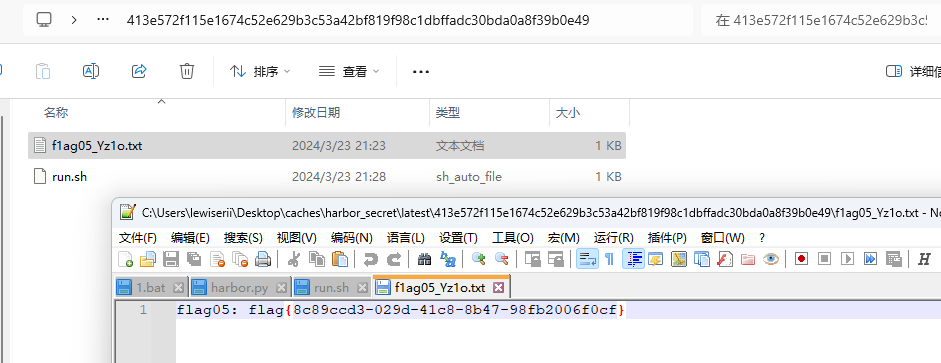 413e572f115e1674c52e629b3c53a42bf819f98c1dbffadc30bda0a8f39b0e49
在 413e572f115e1674c52e629b3c5
排序
查看
详细信
名称
修改日期
类型
大小
f1ag05_Yz1o.txt
2024/3/23 21:23
文本文档
1 KB
run.sh
2024/3/23 21:28
sh_auto_file
1 KB
C:\Users\lewiserii\Desktop\caches\harbor_secret\latest\413e572f115e1674c52e629b3c53a42bf819f98c1dbffadc30bda0a8f39b0e49\f1ag05_Yz1o.txt - No
文件(F) 编辑(E) 搜索(S) 视图(V) 编码(N) 语言(L) 设置(T) 工具(O) 宏(M) 运行(R) 插件(P) 窗口(W) ?
1.bat harbor.py run.sh f1ag05_Yz1o.txt
1 flag05: flag{8c89ccd3-029d-41c8-8b47-98fb2006f0cf}